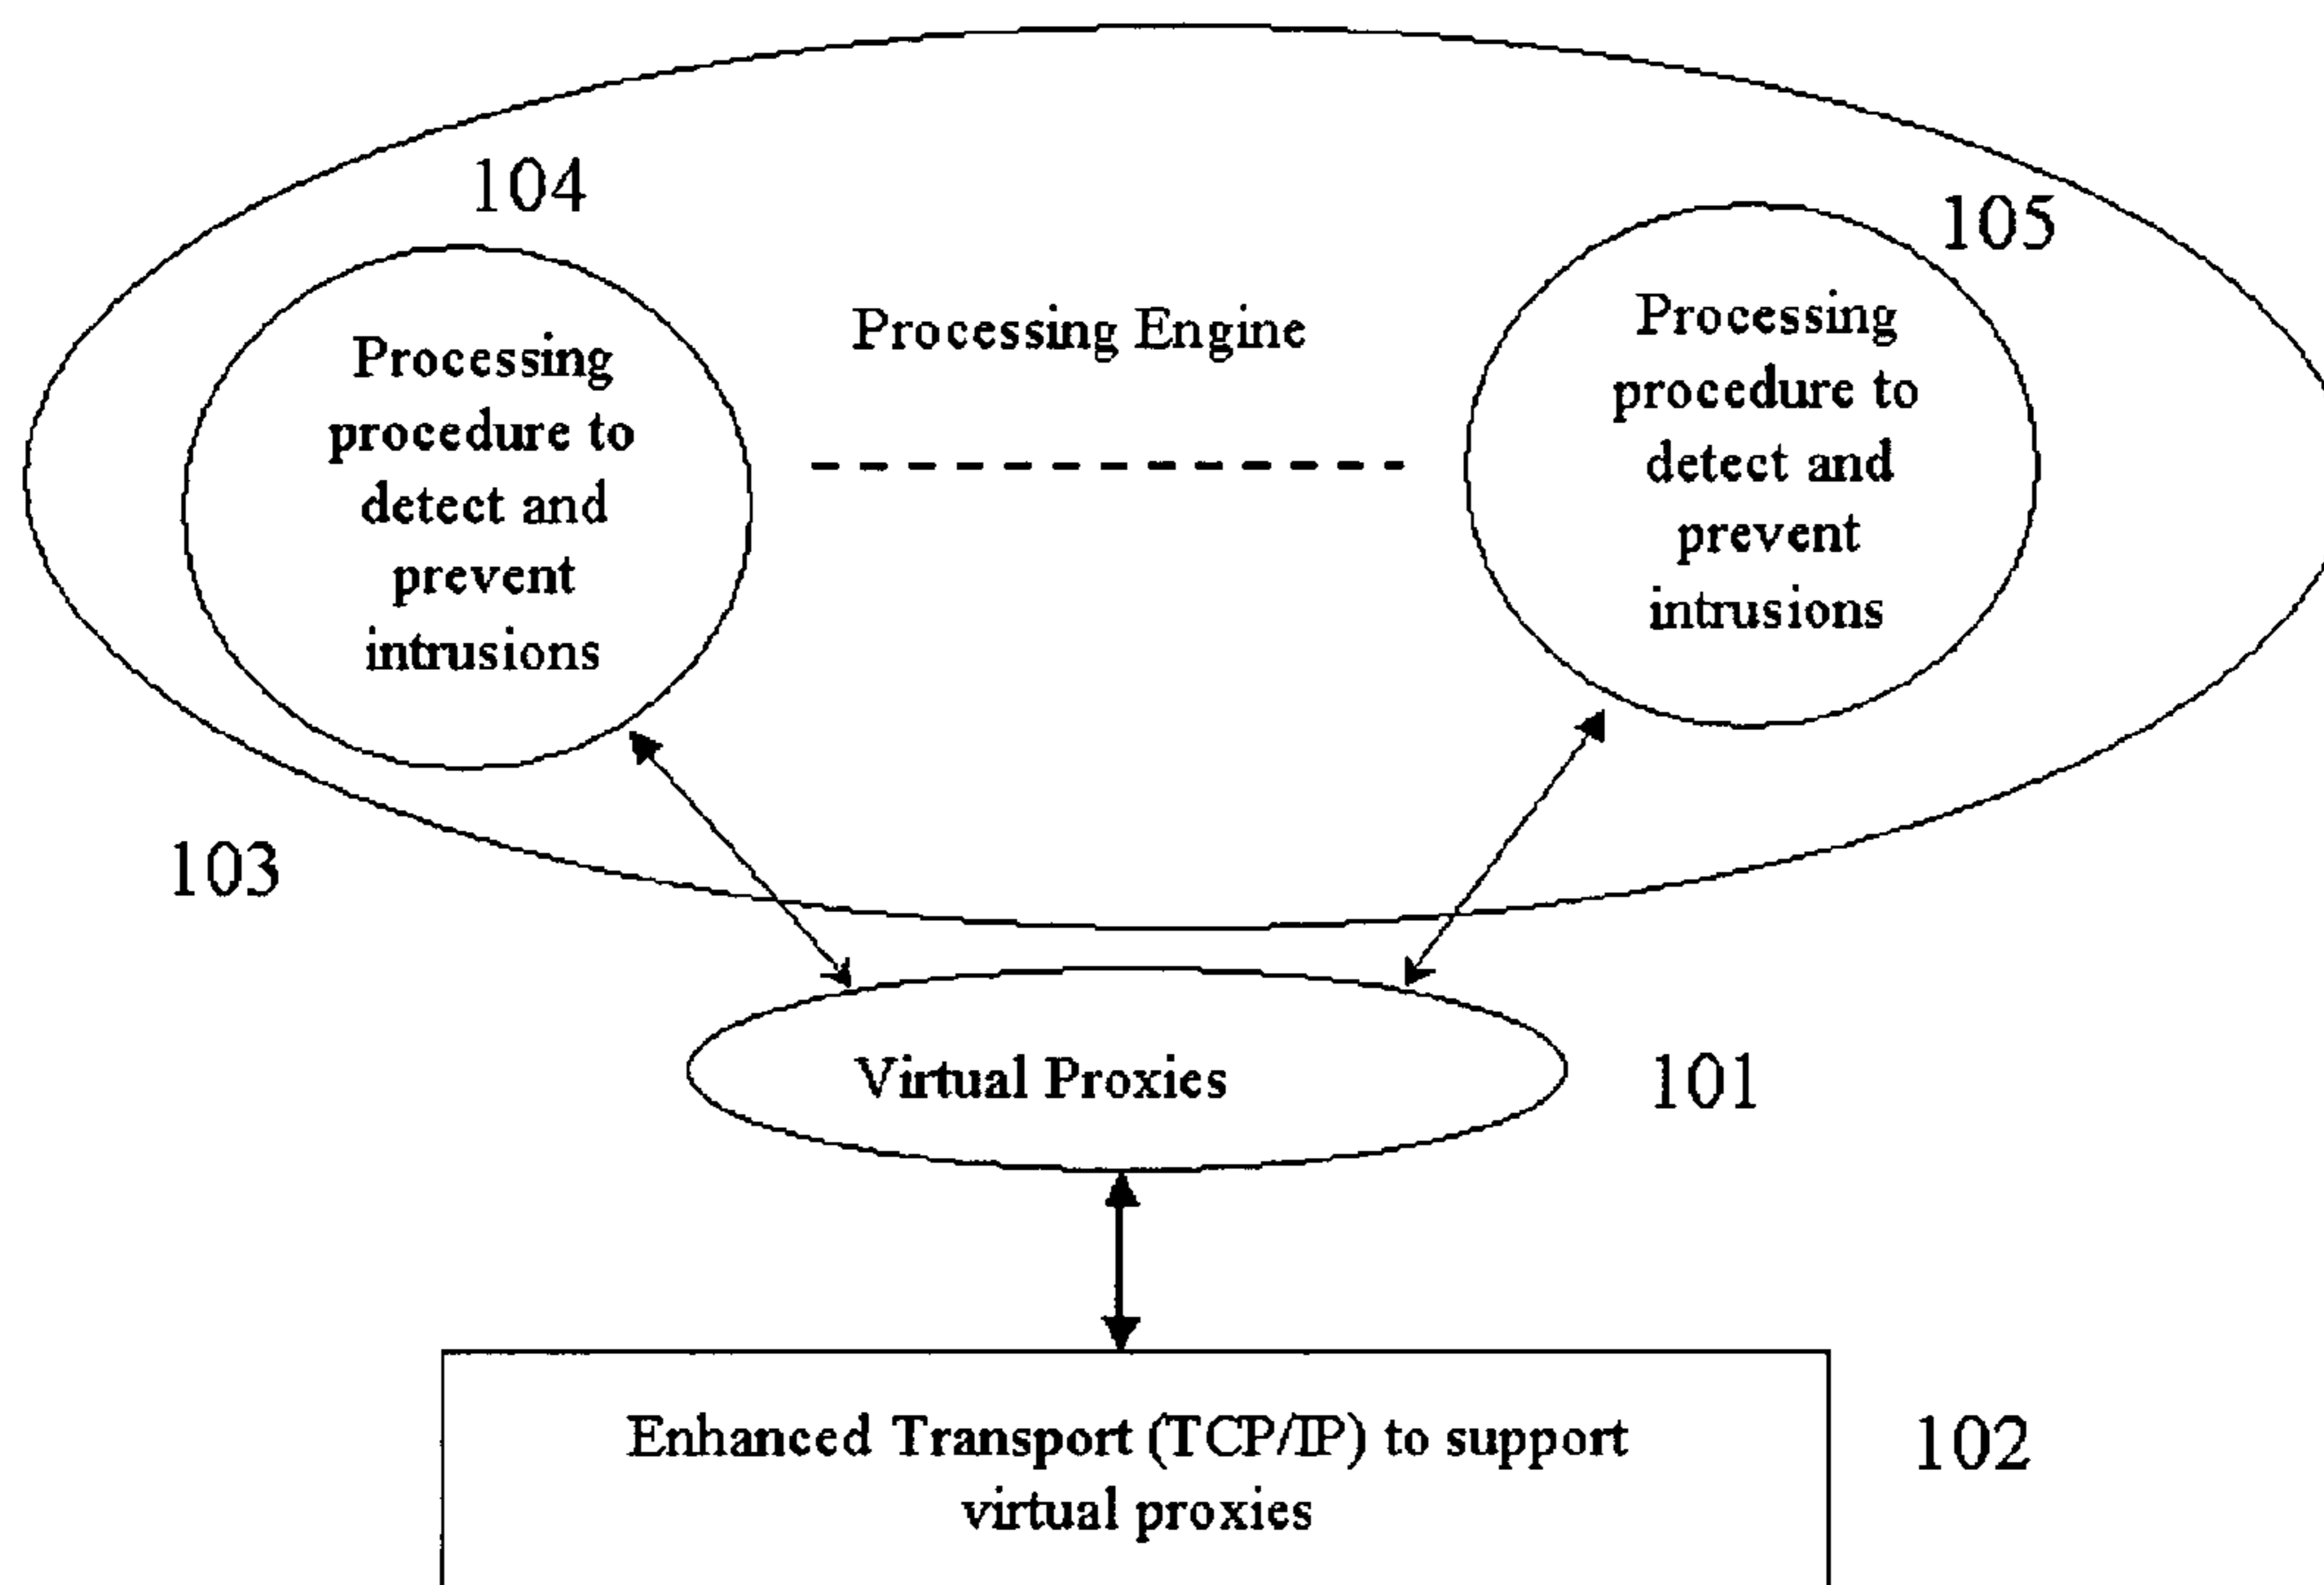 104
105
Processing
procedure to
detect and
prevent
intrusions
Processing Engine
Processing
procedure to
detect and
prevent
intrusions
103
Virtual Proxies
101
Enhanced Transport (TCP/IP) to support
virtual proxies
102